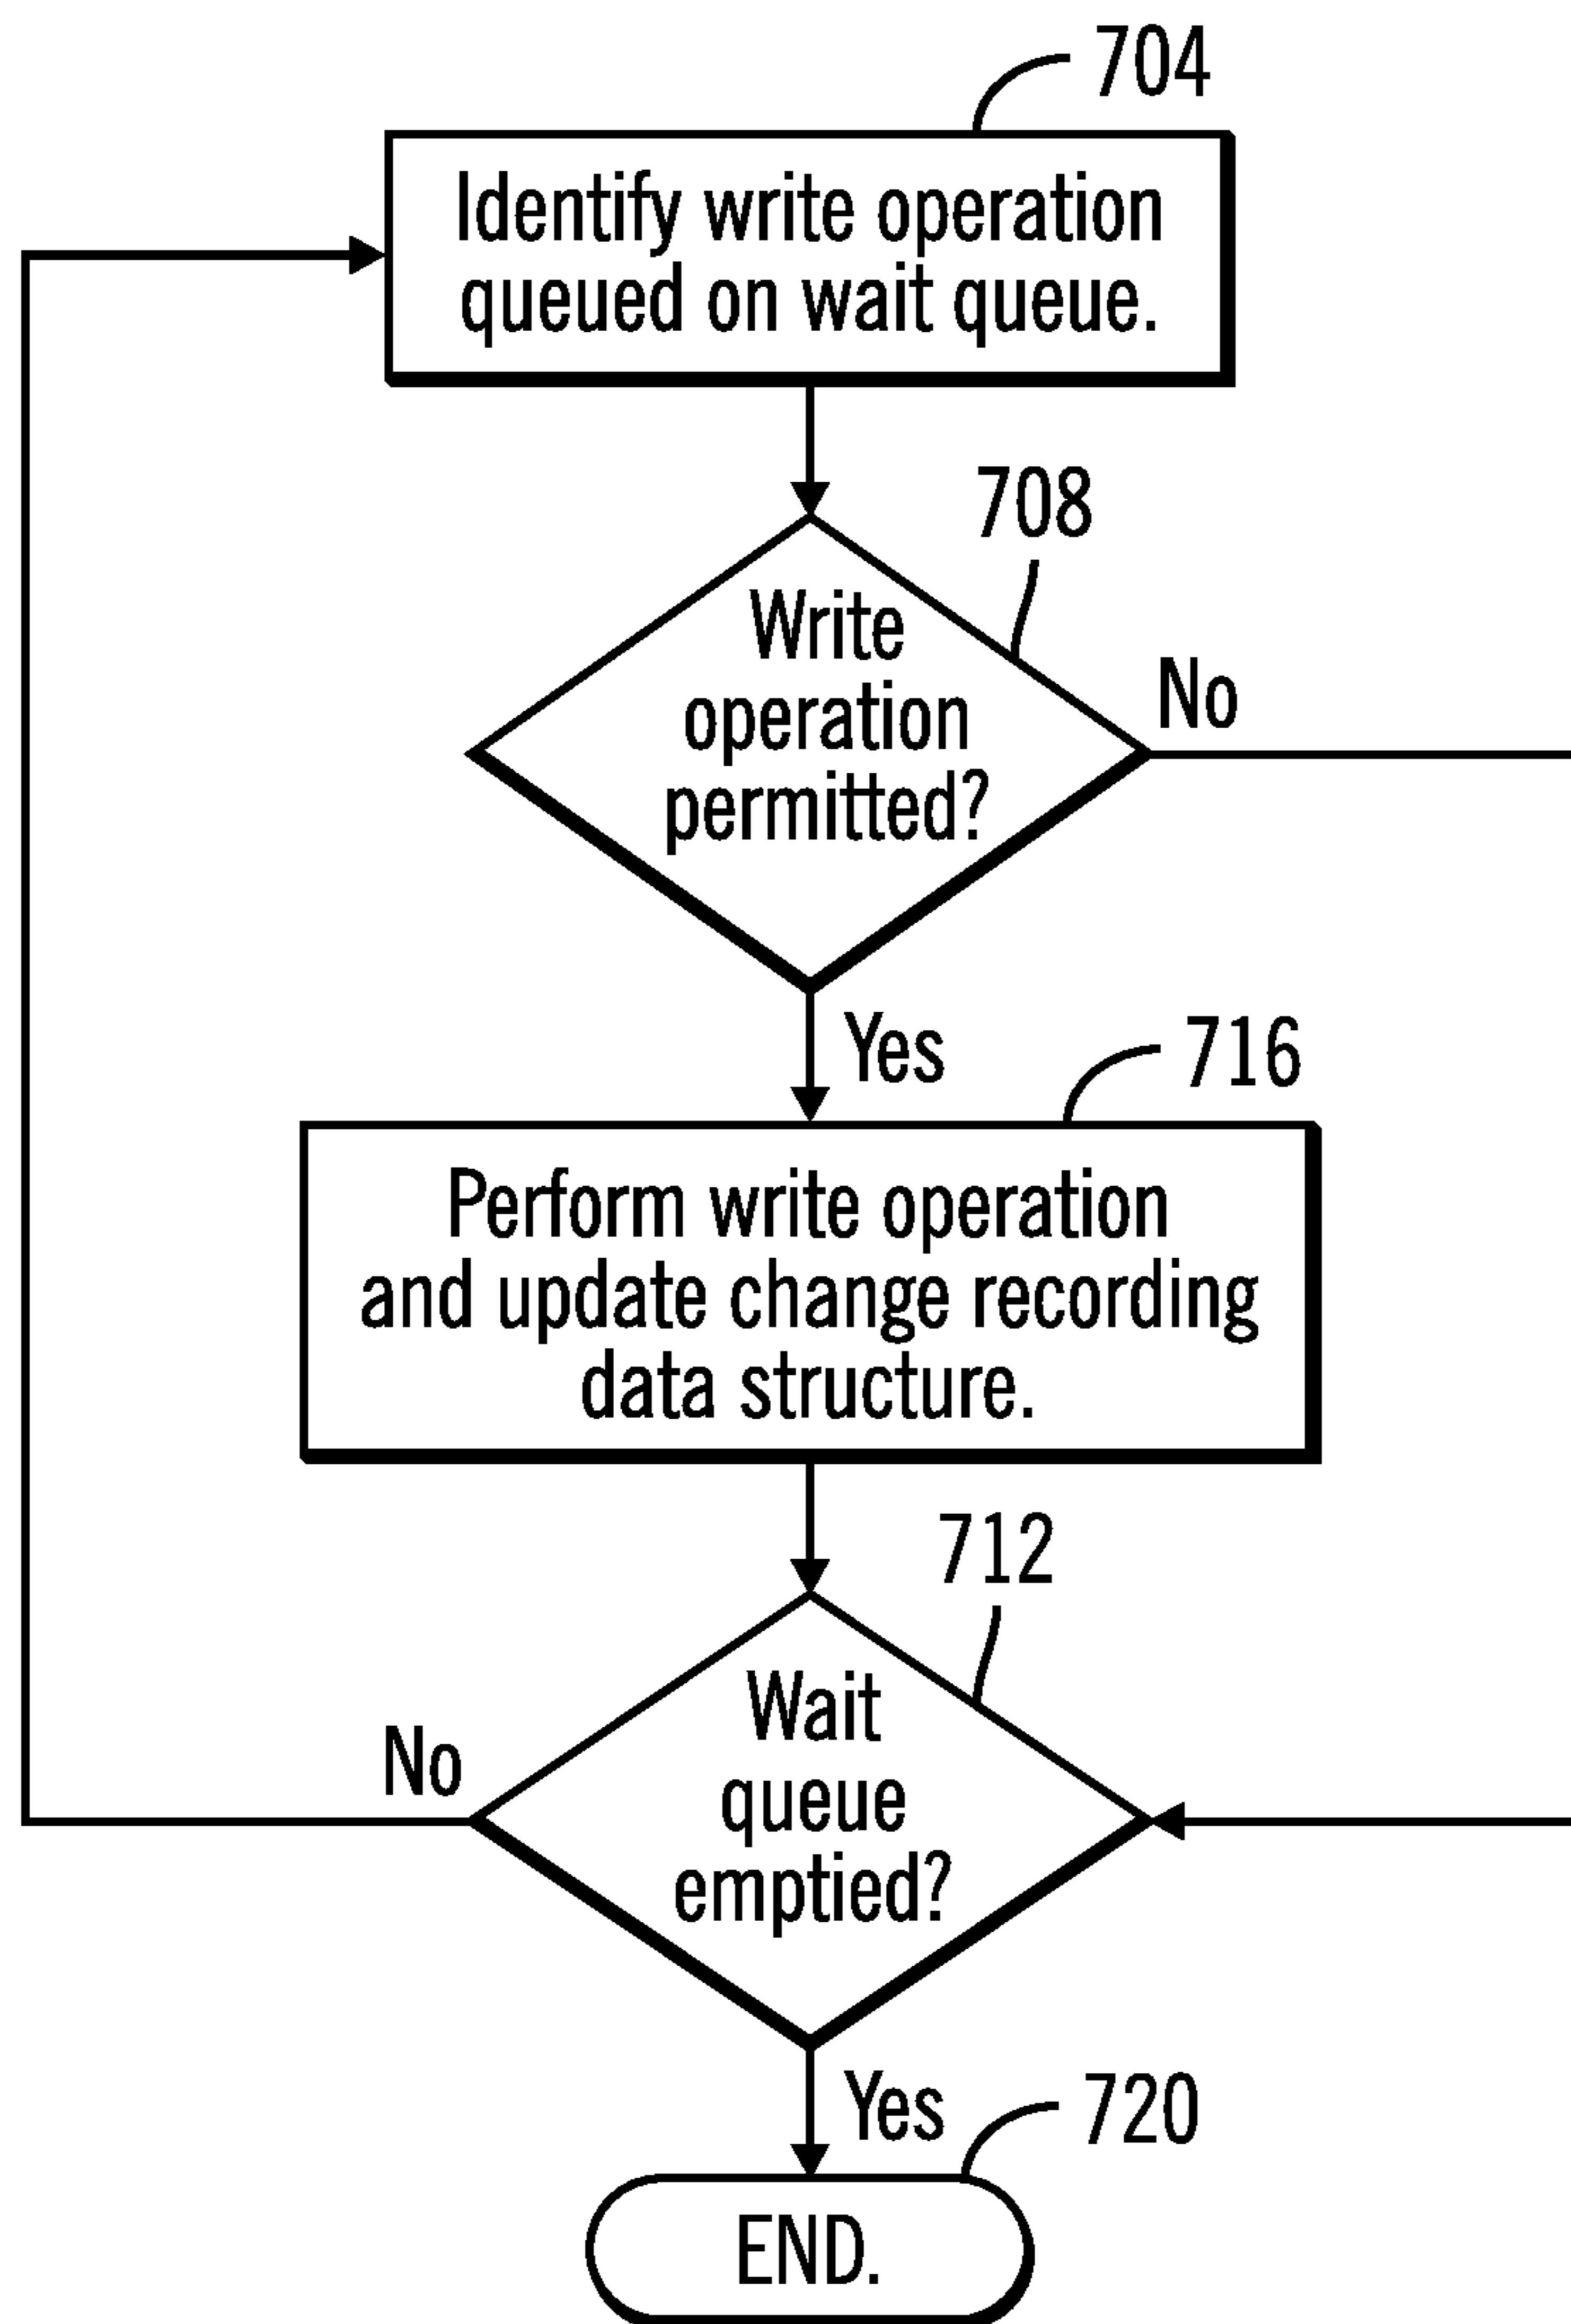 704
Identify write operation
queued on wait queue.
708
Write
operation
permitted?
No
Yes
716
Perform write operation
and update change recording
data structure.
712
Wait
queue
emptied?
No
Yes
720
END.